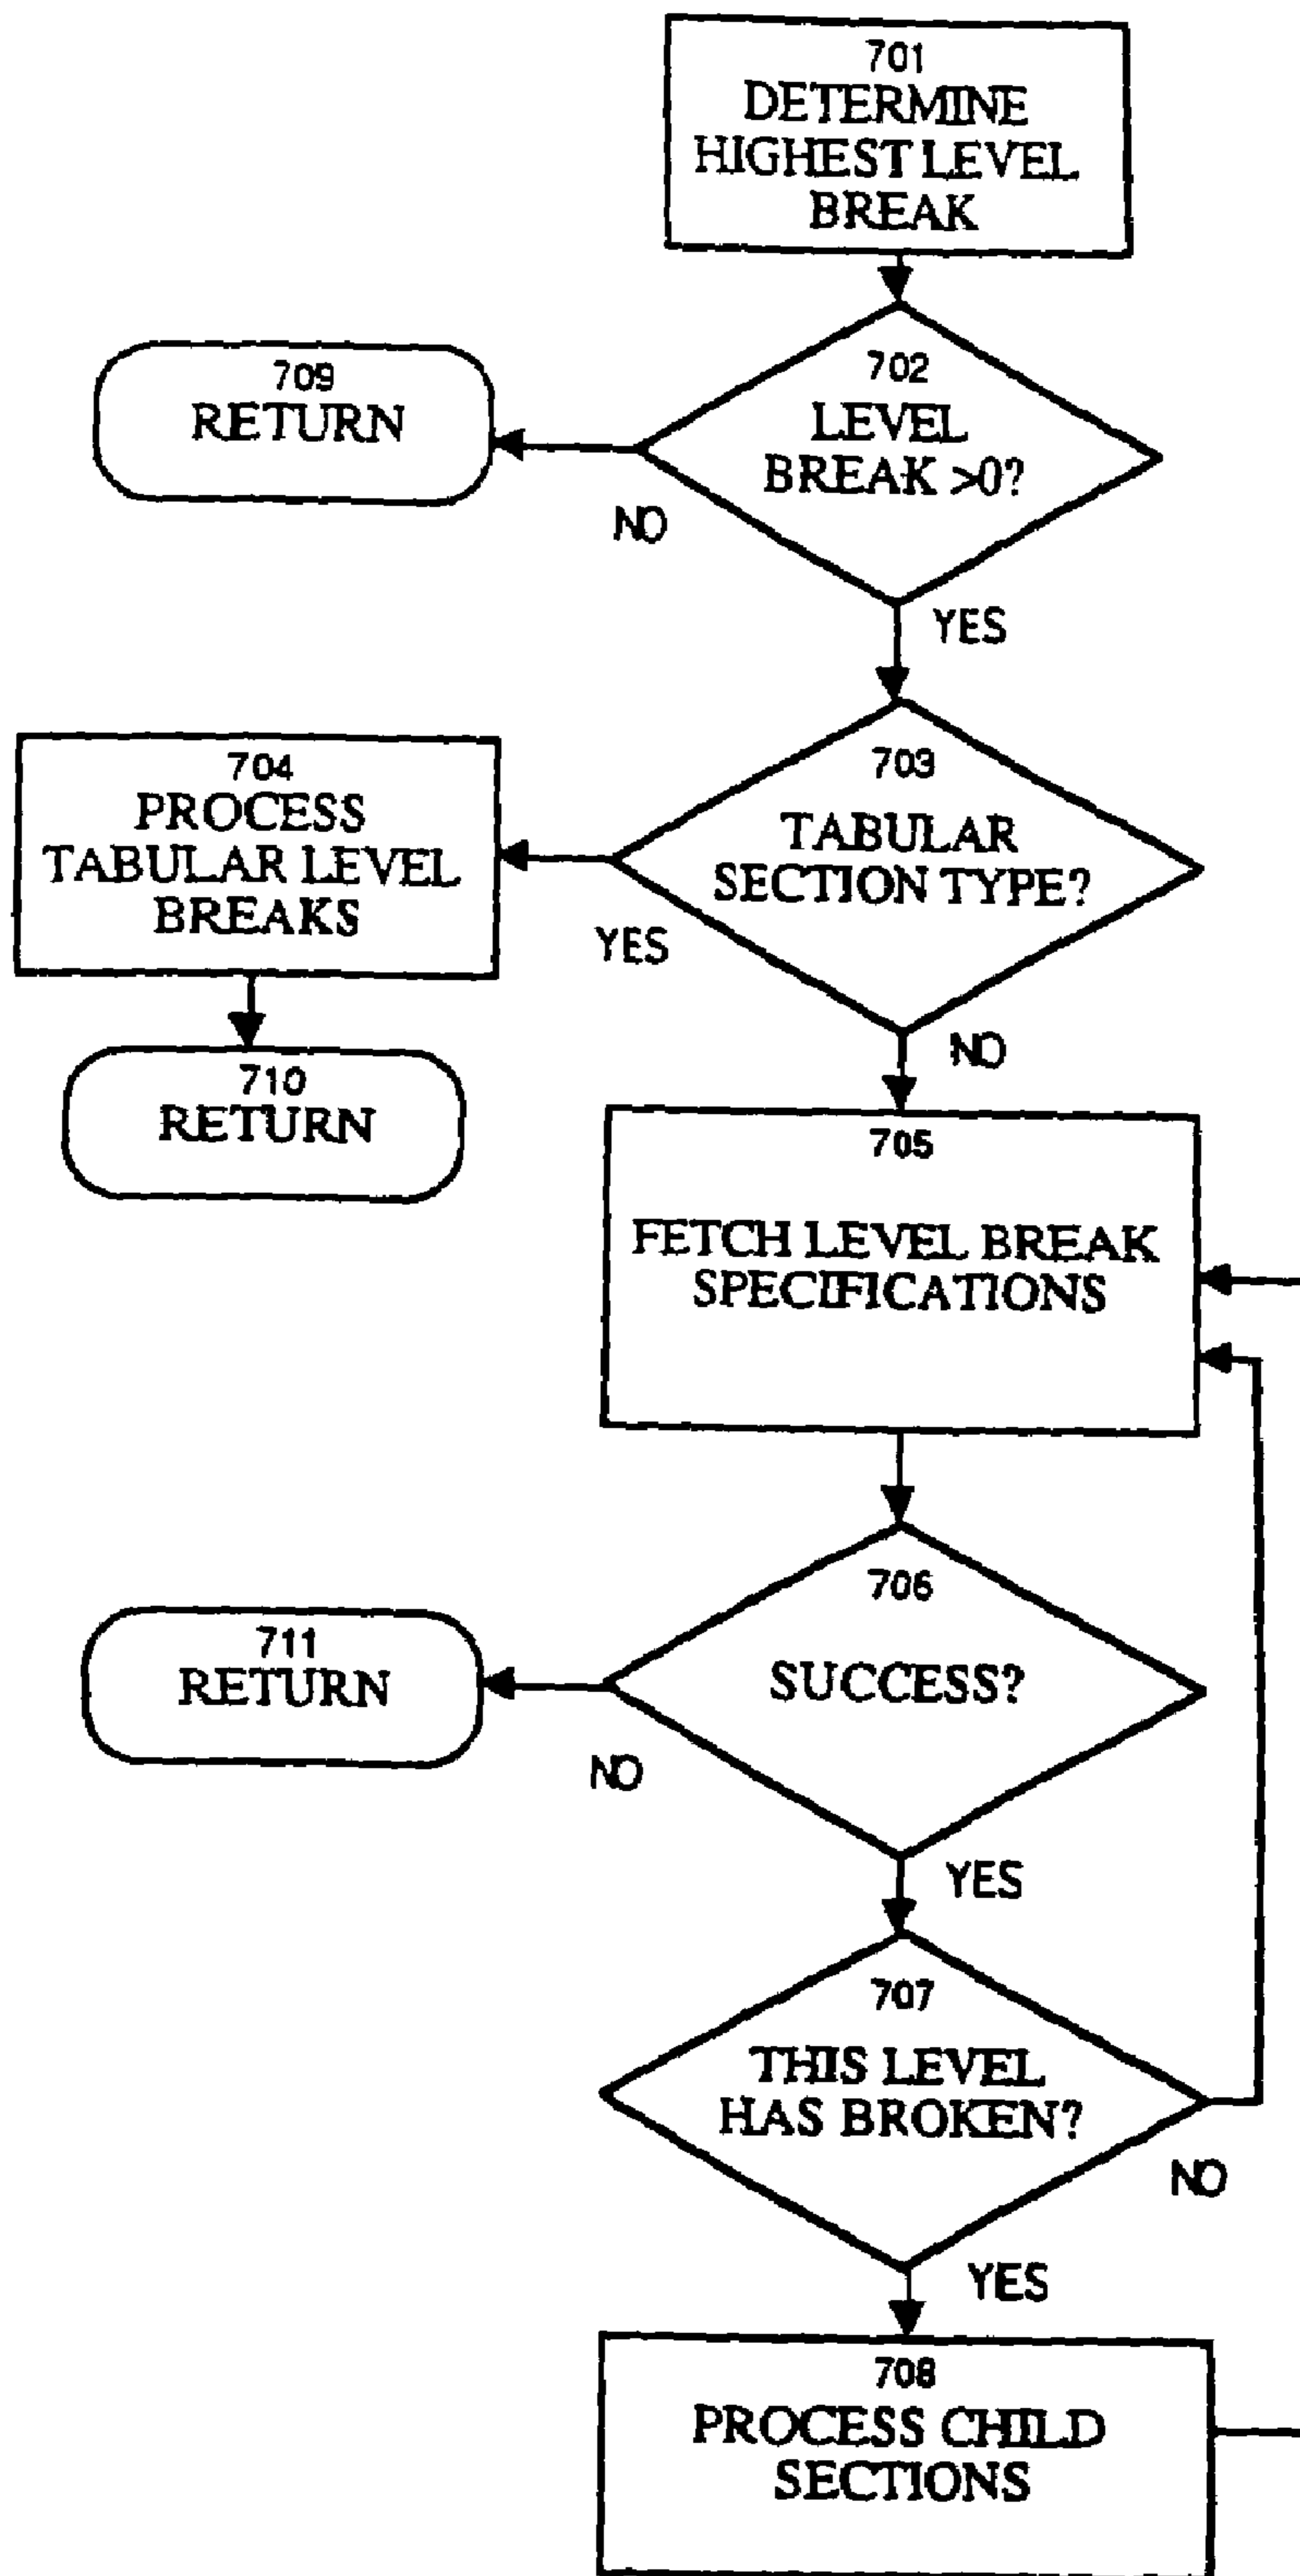 701
DETERMINE
HIGHEST LEVEL
BREAK
702
LEVEL
BREAK >0?
709
RETURN
NO
YES
703
TABULAR
SECTION TYPE?
704
PROCESS
TABULAR LEVEL
BREAKS
YES
NO
710
RETURN
705
FETCH LEVEL BREAK
SPECIFICATIONS
706
SUCCESS?
711
RETURN
NO
YES
707
THIS LEVEL
HAS BROKEN?
NO
YES
708
PROCESS CHILD
SECTIONS